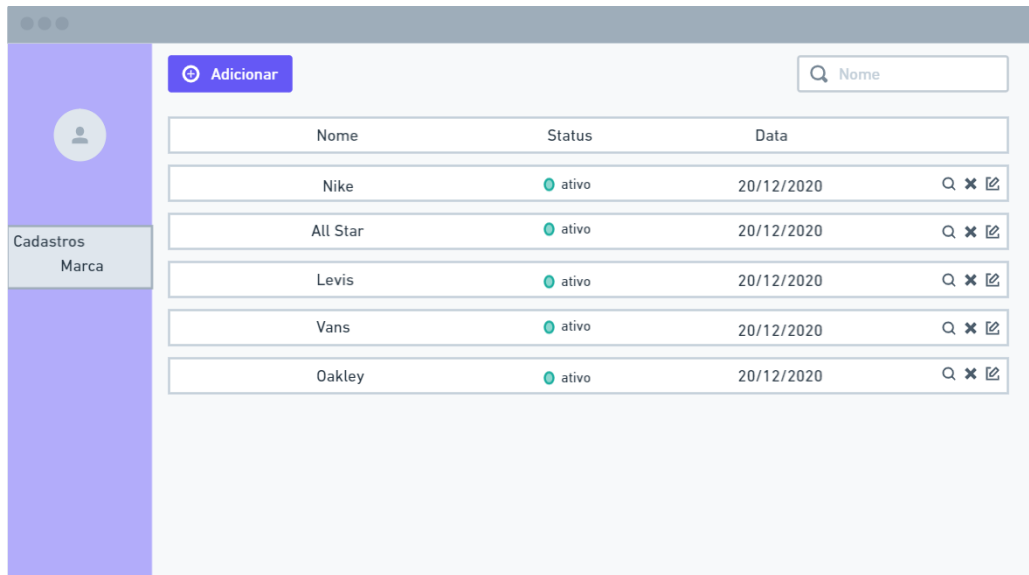 Adicionar
Nome
Cadastros
Marca
Nome Status Data
Nike ativo 20/12/2020
All Star ativo 20/12/2020
Levis ativo 20/12/2020
Vans ativo 20/12/2020
Oakley ativo 20/12/2020